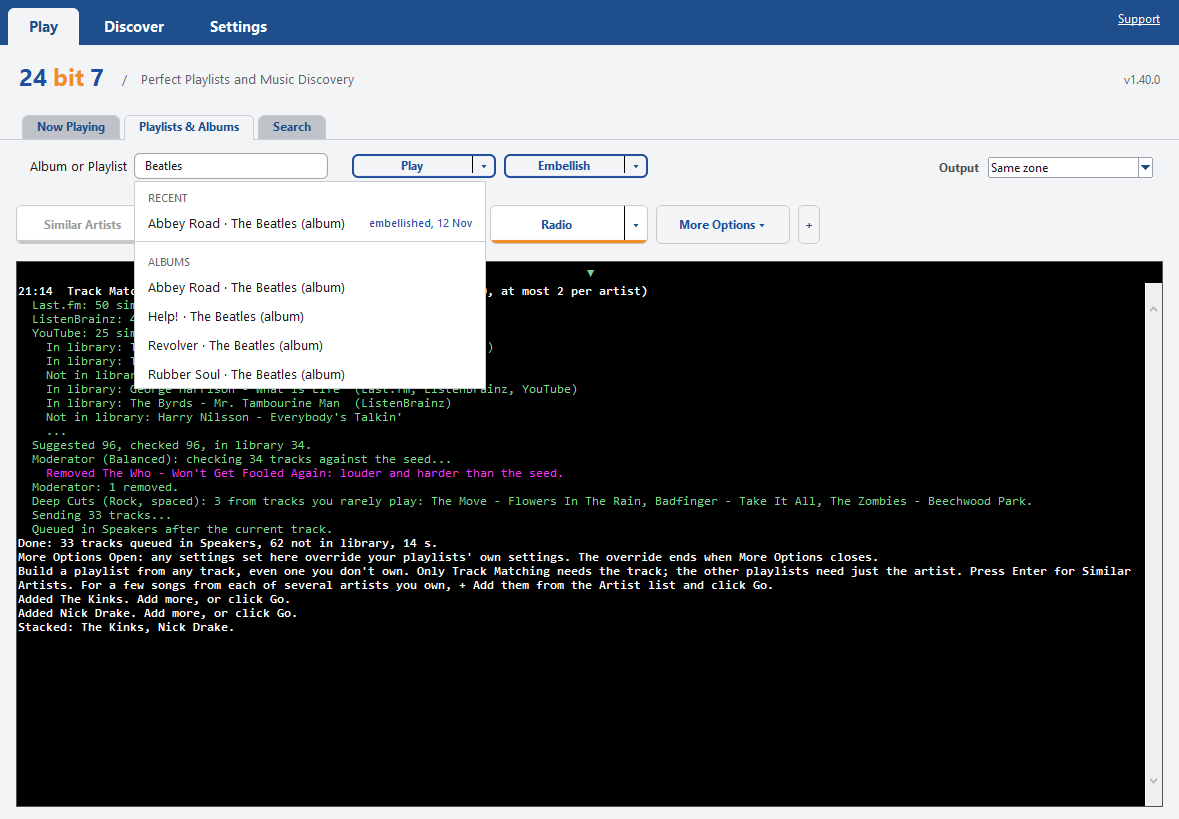 Play Discover Settings Support
24 bit 7 / Perfect Playlists and Music Discovery v1.40.0
Now Playing Playlists & Albums Search
Album or Playlist Beatles Play Embellish Output Same zone
RECENT
Abbey Road · The Beatles (album) embellished, 12 Nov
Similar Artists Radio More Options +
ALBUMS
Abbey Road · The Beatles (album)
Help! · The Beatles (album)
Revolver · The Beatles (album)
Rubber Soul · The Beatles (album)
21:14 Track , at most 2 per artist)
Last.fm: 50
ListenBrainz:
YouTube: 25
In library: )
In library:
Not in
In library: George Harrison - What Is Life (Last.fm, ListenBrainz, YouTube)
In library: The Byrds - Mr. Tambourine Man (ListenBrainz)
Not in library: Harry Nilsson - Everybody's Talkin'
...
Suggested 96, checked 96, in library 34.
Moderator (Balanced): checking 34 tracks against the seed...
Removed The Who - Won't Get Fooled Again: louder and harder than the seed.
Moderator: 1 removed.
Deep Cuts (Rock, spaced): 3 from tracks you rarely play: The Move - Flowers In The Rain, Badfinger - Take It All, The Zombies - Beechwood Park.
Sending 33 tracks...
Queued in Speakers after the current track.
Done: 33 tracks queued in Speakers, 62 not in library, 14 s.
More Options Open: any settings set here override your playlists' own settings. The override ends when More Options closes.
Build a playlist from any track, even one you don't own. Only Track Matching needs the track; the other playlists need just the artist. Press Enter for Similar
Artists. For a few songs from each of several artists you own, + Add them from the Artist list and click Go.
Added The Kinks. Add more, or click Go.
Added Nick Drake. Add more, or click Go.
Stacked: The Kinks, Nick Drake.